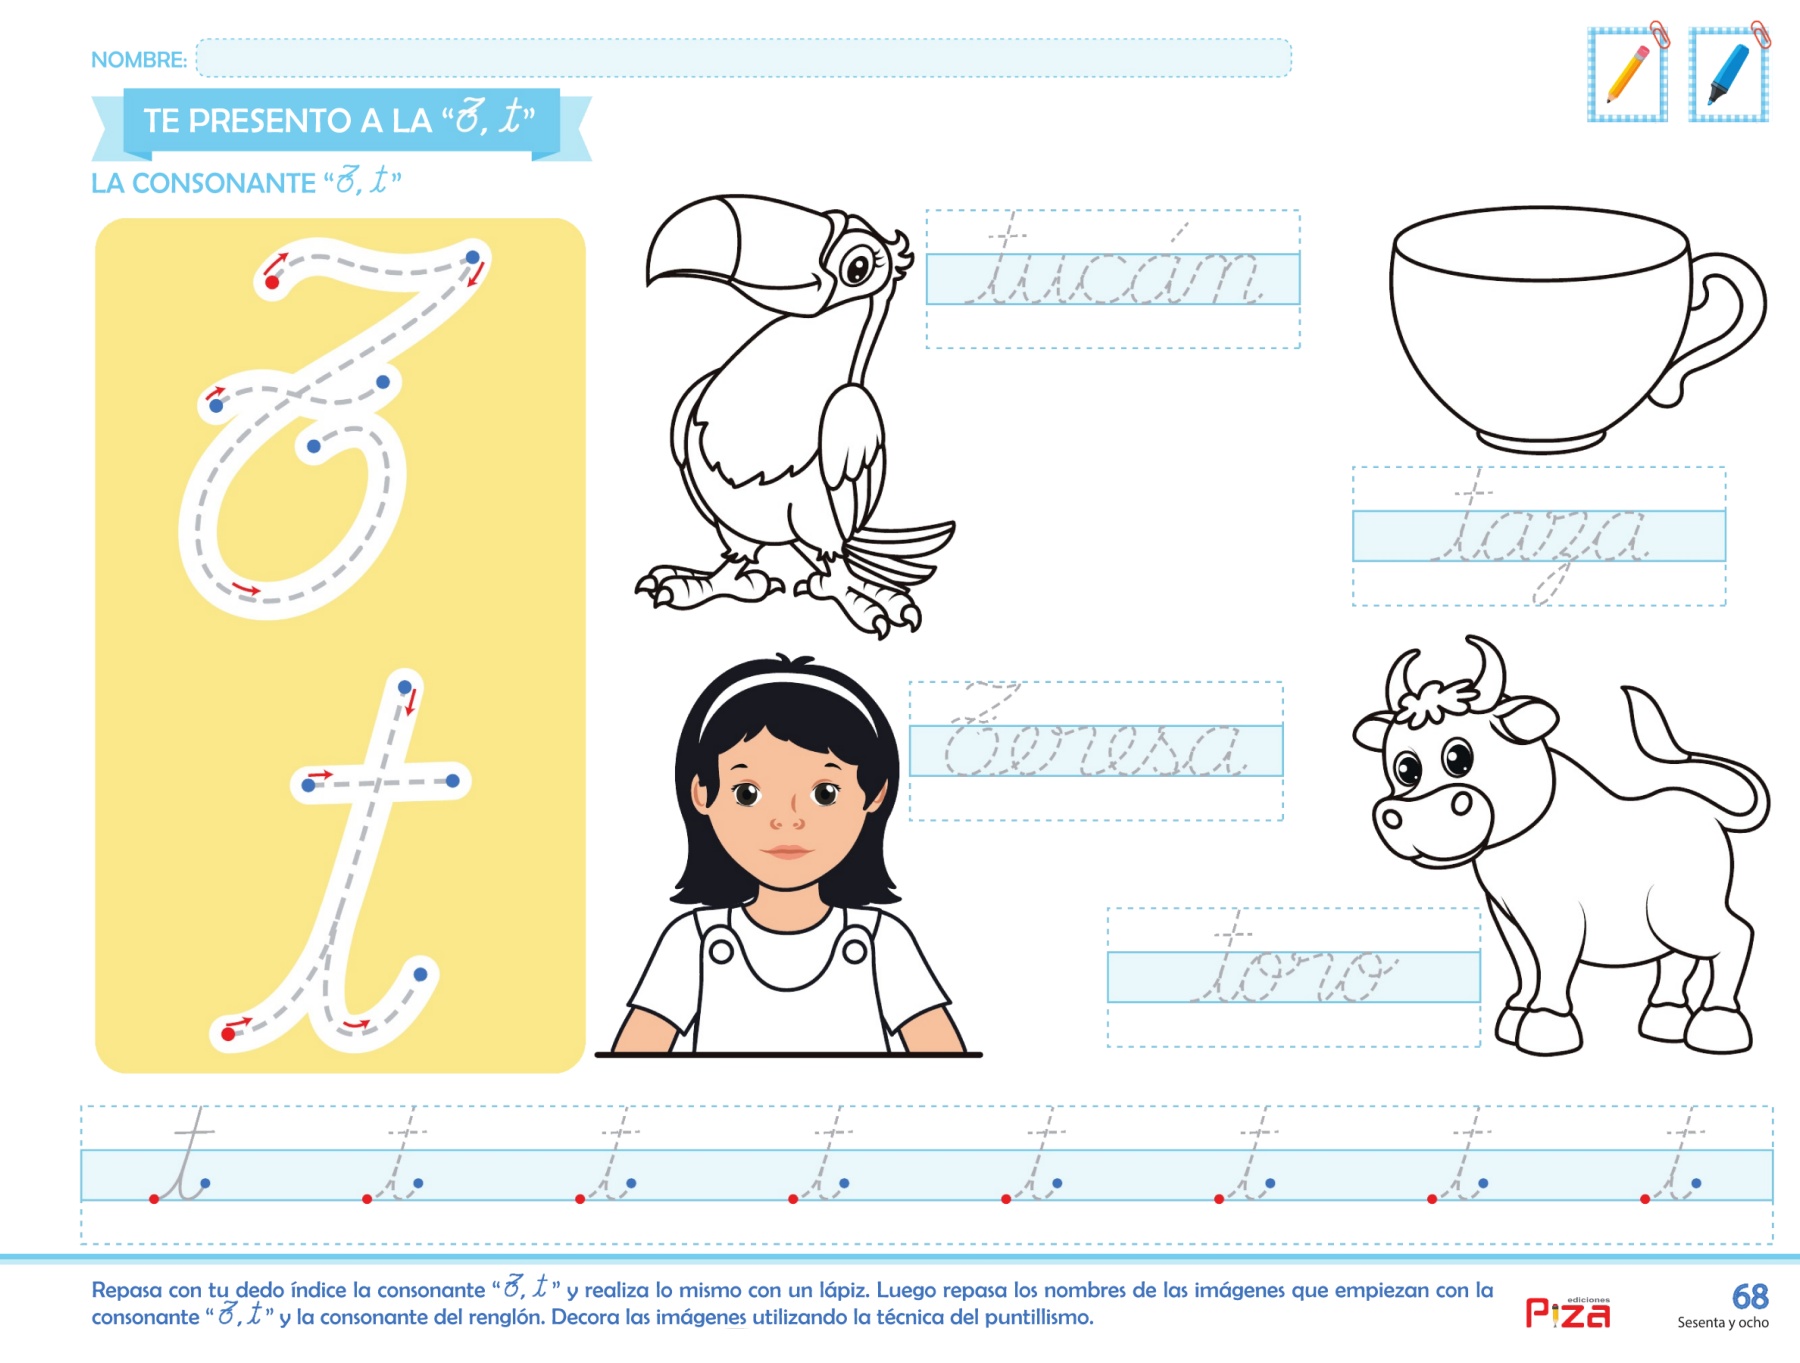 NOMBRE:
TE PRESENTO A LA “T, t”
LA CONSONANTE “T, t”
T
t
tucán
taza
Teresa
toro
t t t t t t t t
Repasa con tu dedo índice la consonante “T, t” y realiza lo mismo con un lápiz. Luego repasa los nombres de las imágenes que empiezan con la
consonante “T, t” y la consonante del renglón. Decora las imágenes utilizando la técnica del puntillismo.
ediciones
Piza
68
Sesenta y ocho